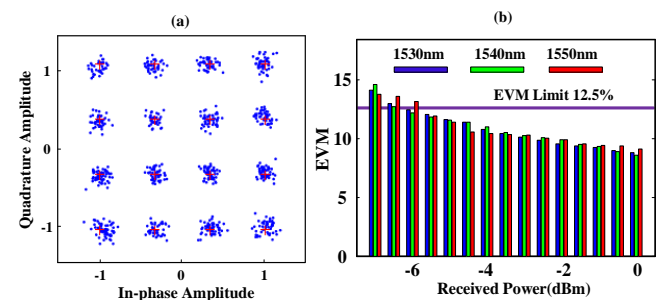 (a)
Quadrature Amplitude
1
0
-1
-1
0
1
In-phase Amplitude
(b)
1530nm 1540nm 1550nm
EVM Limit 12.5%
EVM
15
10
5
0
-6 -4 -2 0
Received Power(dBm)